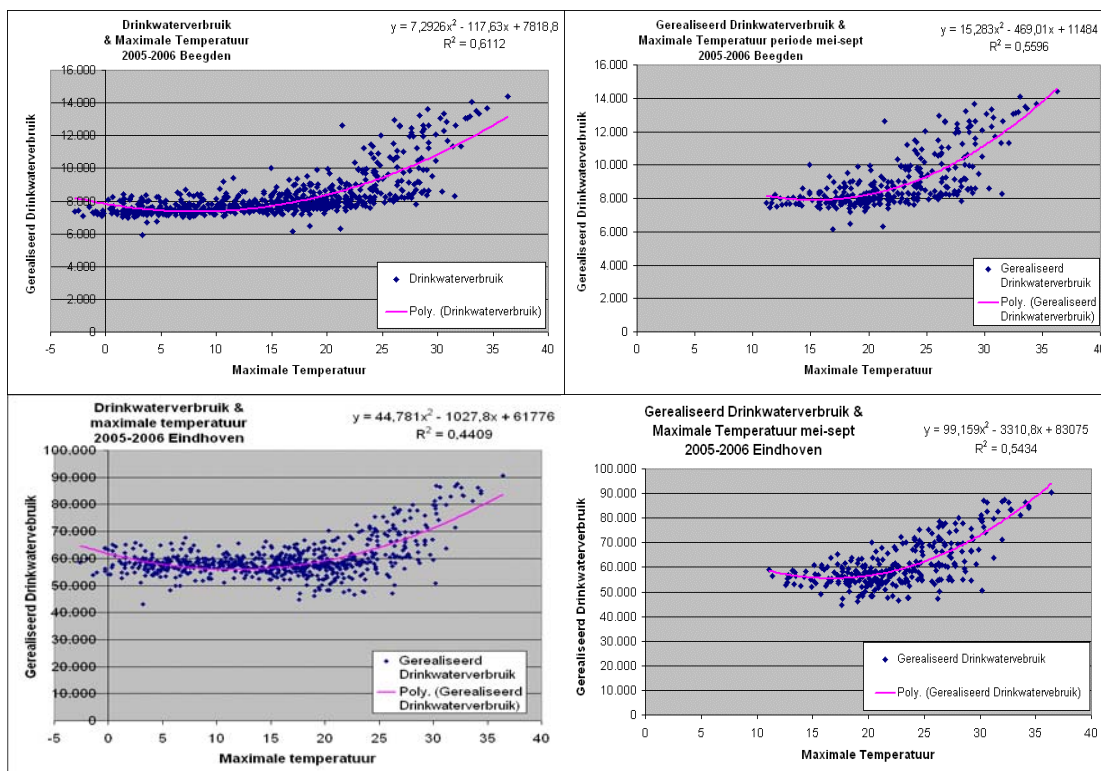 Drinkwaterverbruik
& Maximale Temperatuur
2005-2006 Beegden
y = 7,2926x² - 117,63x + 7818,8
R² = 0,6112
Gerealiseerd Drinkwaterverbruik
16.000
14.000
12.000
10.000
8.000
6.000
4.000
2.000
0
-5 0 5 10 15 20 25 30 35 40
Maximale Temperatuur
Drinkwaterverbruik
Poly. (Drinkwaterverbruik)
Gerealiseerd Drinkwaterverbruik &
Maximale Temperatuur periode mei-sept
2005-2006 Beegden
y = 15,283x² - 469,01x + 11484
R² = 0,5596
Gerealiseerd Drinkwaterverbruik
16.000
14.000
12.000
10.000
8.000
6.000
4.000
2.000
0
0 5 10 15 20 25 30 35 40
Maximale Temperatuur
Gerealiseerd
Drinkwaterverbruik
Poly. (Gerealiseerd
Drinkwaterverbruik)
Drinkwaterverbruik &
maximale temperatuur
2005-2006 Eindhoven
y = 44,781x² - 1027,8x + 61776
R² = 0,4409
Gerealiseerd Drinkwaterverbruik
100.000
90.000
80.000
70.000
60.000
50.000
40.000
30.000
20.000
10.000
0
-5 0 5 10 15 20 25 30 35 40
Maximale temperatuur
Gerealiseerd
Drinkwaterverbruik
Poly. (Gerealiseerd
Drinkwaterverbruik)
Gerealiseerd Drinkwaterverbruik &
Maximale Temperatuur mei-sept
2005-2006 Eindhoven
y = 99,159x² - 3310,8x + 83075
R² = 0,5434
Gerealiseerd Drinkwatervebruik
100.000
90.000
80.000
70.000
60.000
50.000
40.000
30.000
20.000
10.000
0
0 5 10 15 20 25 30 35 40
Maximale Temperatuur
Gerealiseerd Drinkwaterverbruik
Poly. (Gerealiseerd Drinkwaterverbruik)